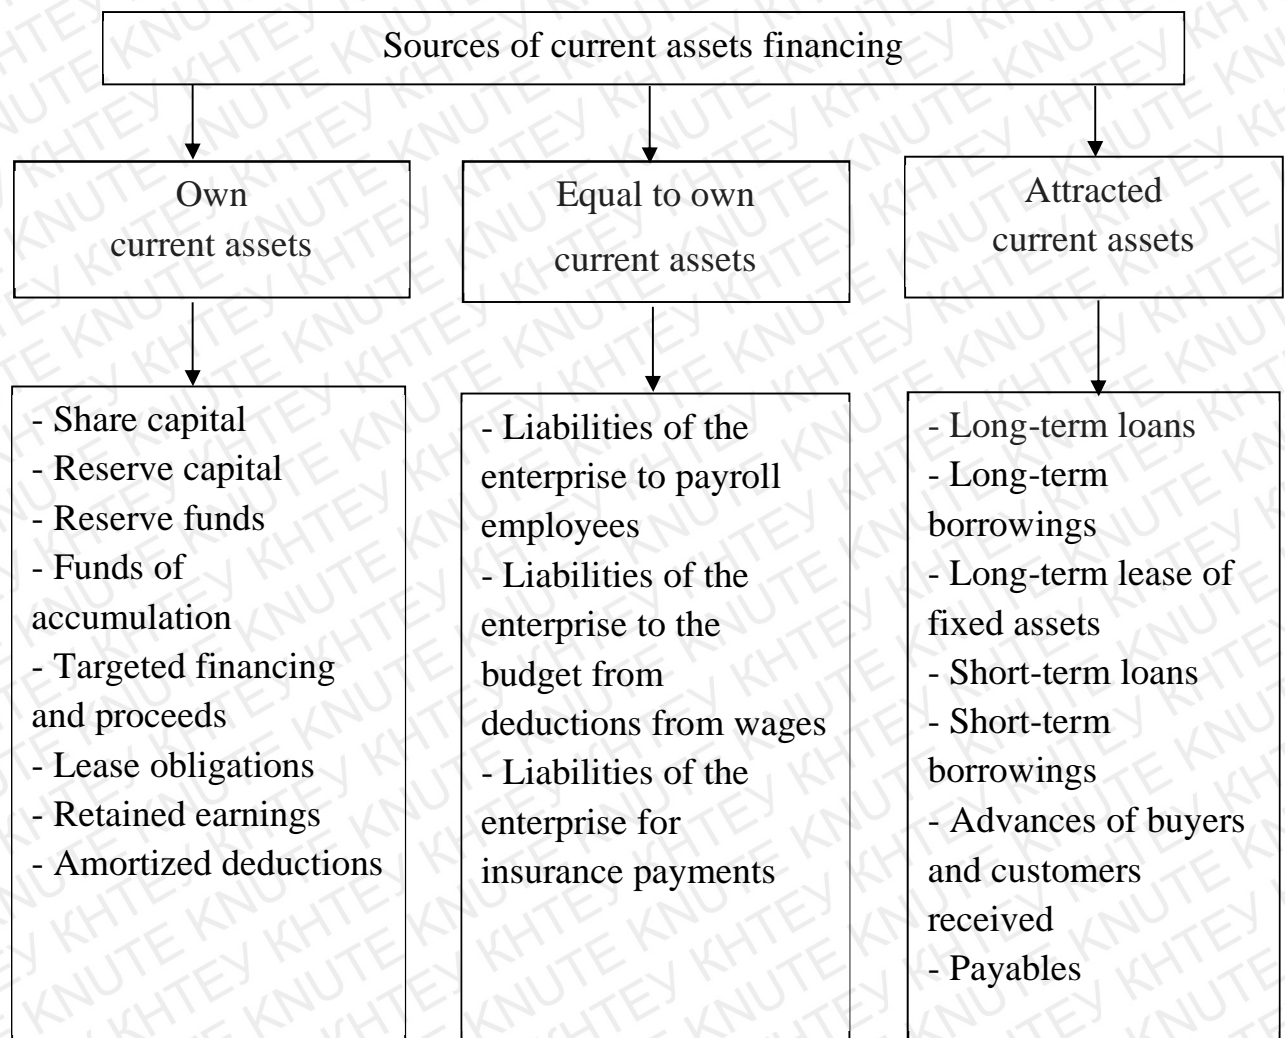 Sources of current assets financing
Own
current assets
Equal to own
current assets
Attracted
current assets
- Share capital
- Reserve capital
- Reserve funds
- Funds of
accumulation
- Targeted financing
and proceeds
- Lease obligations
- Retained earnings
- Amortized deductions
- Liabilities of the
enterprise to payroll
employees
- Liabilities of the
enterprise to the
budget from
deductions from wages
- Liabilities of the
enterprise for
insurance payments
- Long-term loans
- Long-term
borrowings
- Long-term lease of
fixed assets
- Short-term loans
- Short-term
borrowings
- Advances of buyers
and customers
received
- Payables